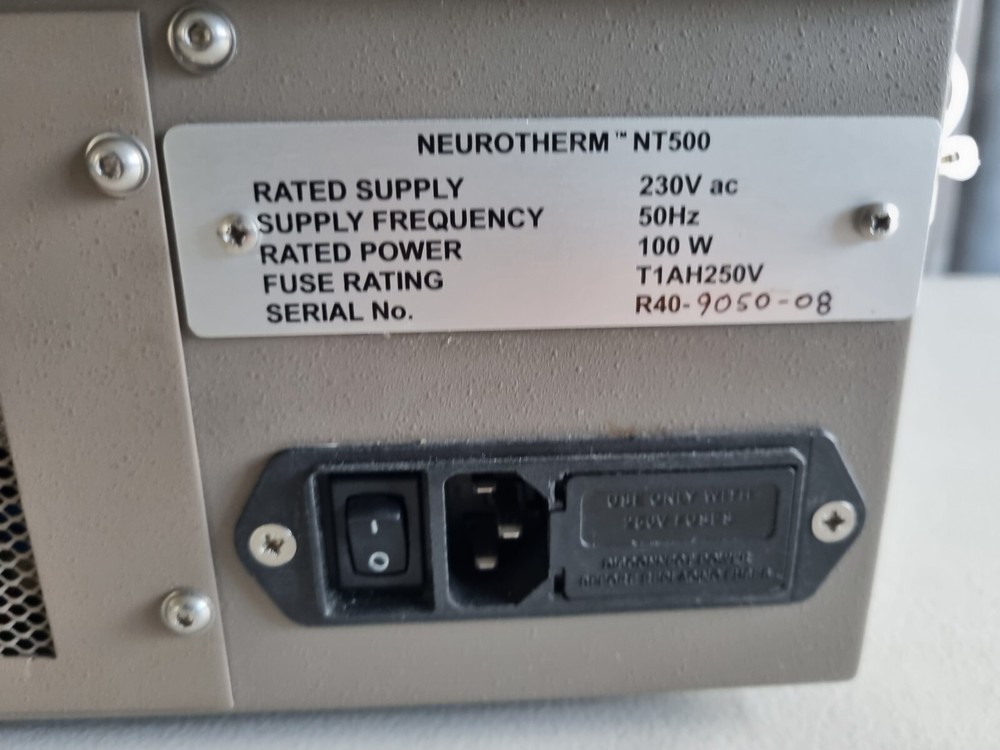 NEUROTHERM™ NT500
RATED SUPPLY 230V ac
SUPPLY FREQUENCY 50Hz
RATED POWER 100 W
FUSE RATING T1AH250V
SERIAL No. R40-9050-08
I
O
USE ONLY WITH
250V FUSES